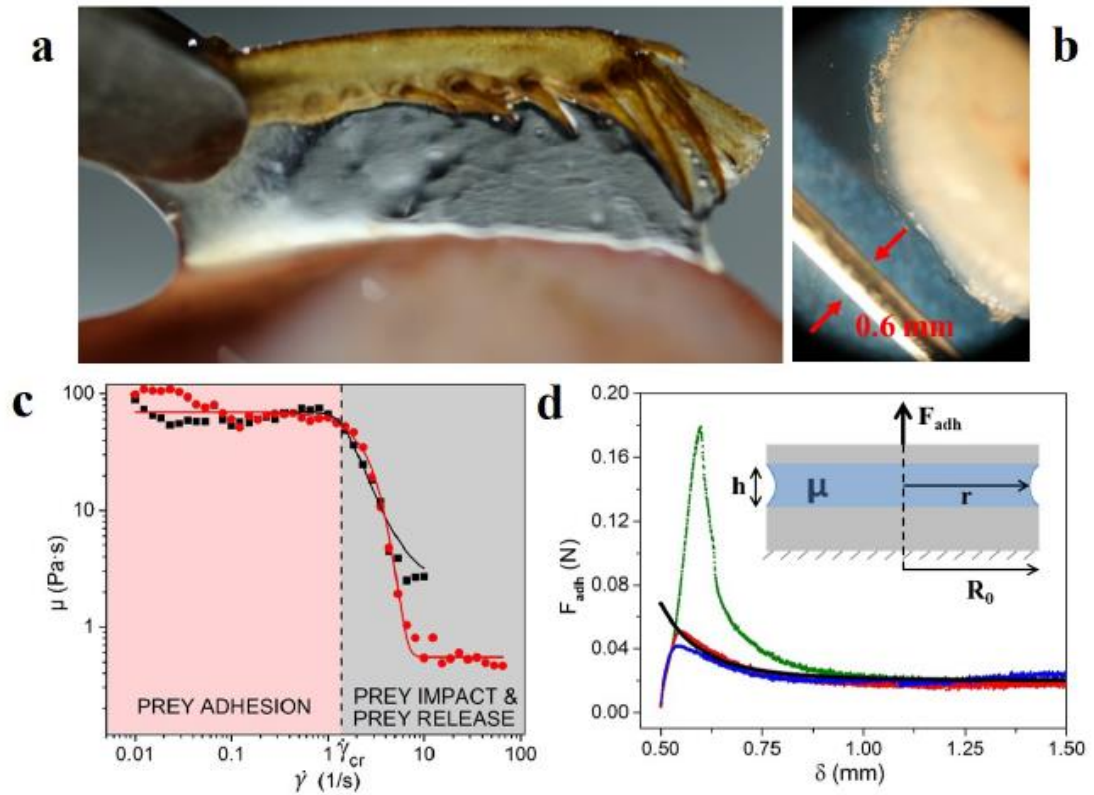 a
b
0.6 mm
c
100
10
1
μ (Pa·s)
PREY ADHESION
PREY IMPACT &
PREY RELEASE
0.01
0.1
1
γ̇cr
10
100
γ̇ (1/s)
d
0.20
0.16
0.12
0.08
0.04
0.00
Fadh (N)
Fadh
h
μ
r
R0
0.50
0.75
1.00
1.25
1.50
δ (mm)